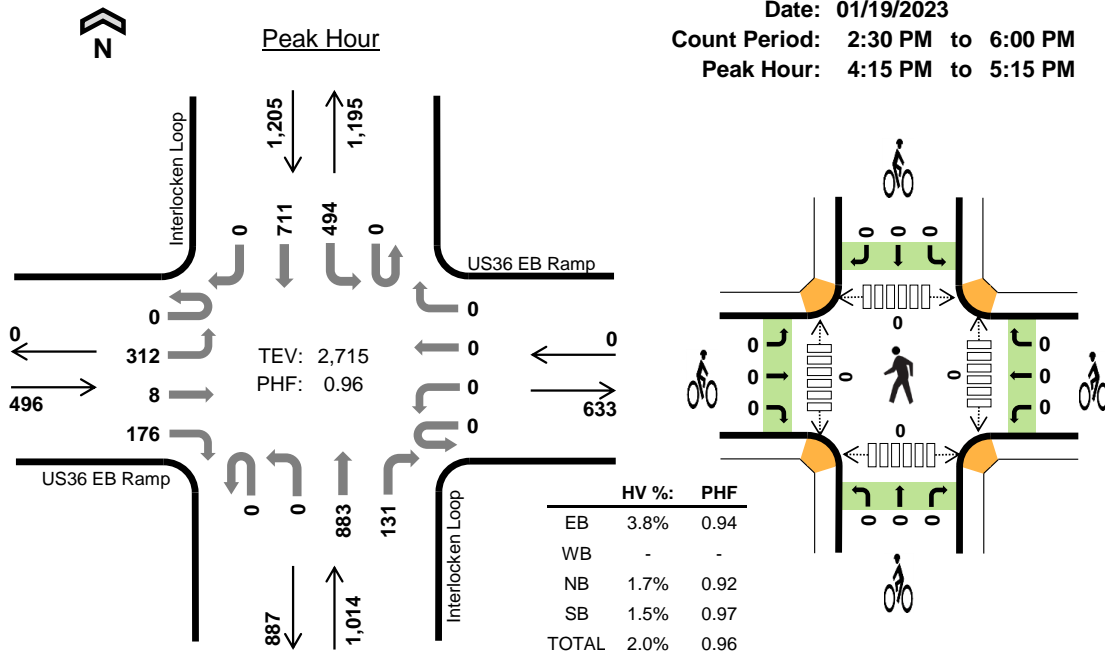 N
Peak Hour
Date: 01/19/2023
Count Period: 2:30 PM to 6:00 PM
Peak Hour: 4:15 PM to 5:15 PM
Interlocken Loop
1,205
1,195
0
711
494
0
US36 EB Ramp
0
312
8
176
0
496
TEV: 2,715
PHF: 0.96
0
0
0
0
0
633
US36 EB Ramp
0
0
883
131
887
1,014
Interlocken Loop
HV %: PHF
EB 3.8% 0.94
WB - -
NB 1.7% 0.92
SB 1.5% 0.97
TOTAL 2.0% 0.96
0 0 0
0
0
0
0
0
0
0
0
0
0
0
0 0 0